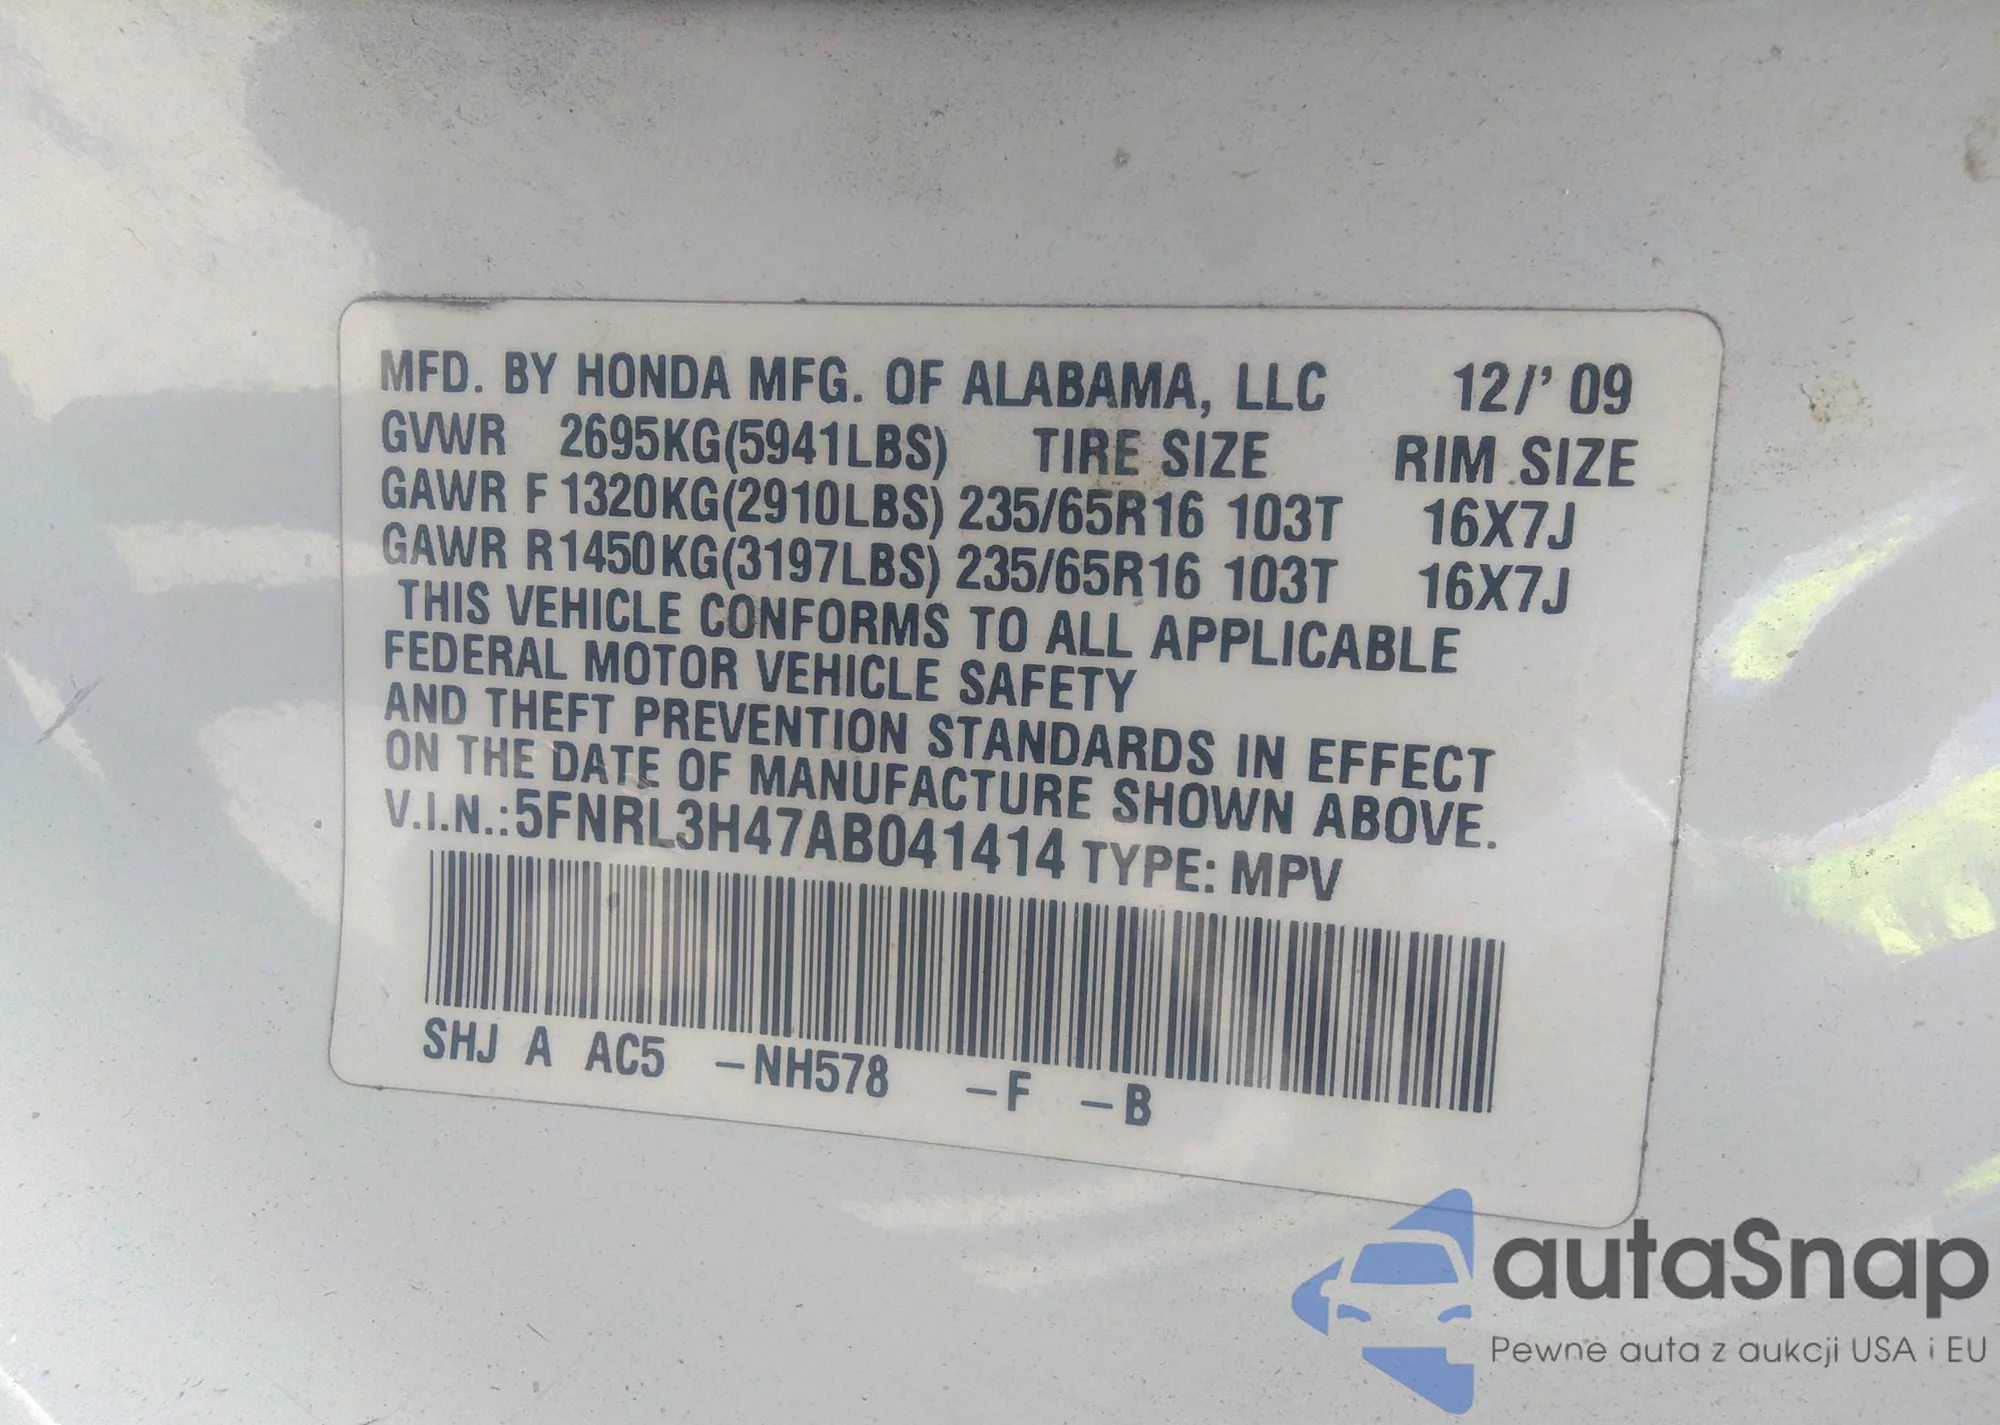 MFD. BY HONDA MFG. OF ALABAMA, LLC 12/' 09
GVWR 2695KG(5941LBS) TIRE SIZE RIM SIZE
GAWR F 1320KG(2910LBS) 235/65R16 103T 16X7J
GAWR R 1450KG(3197LBS) 235/65R16 103T 16X7J
THIS VEHICLE CONFORMS TO ALL APPLICABLE
FEDERAL MOTOR VEHICLE SAFETY
AND THEFT PREVENTION STANDARDS IN EFFECT
ON THE DATE OF MANUFACTURE SHOWN ABOVE.
V.I.N.:5FNRL3H47AB041414 TYPE: MPV
SHJ A AC5 -NH578 -F -B
autaSnap
Pewne auta z aukcji USA i EU